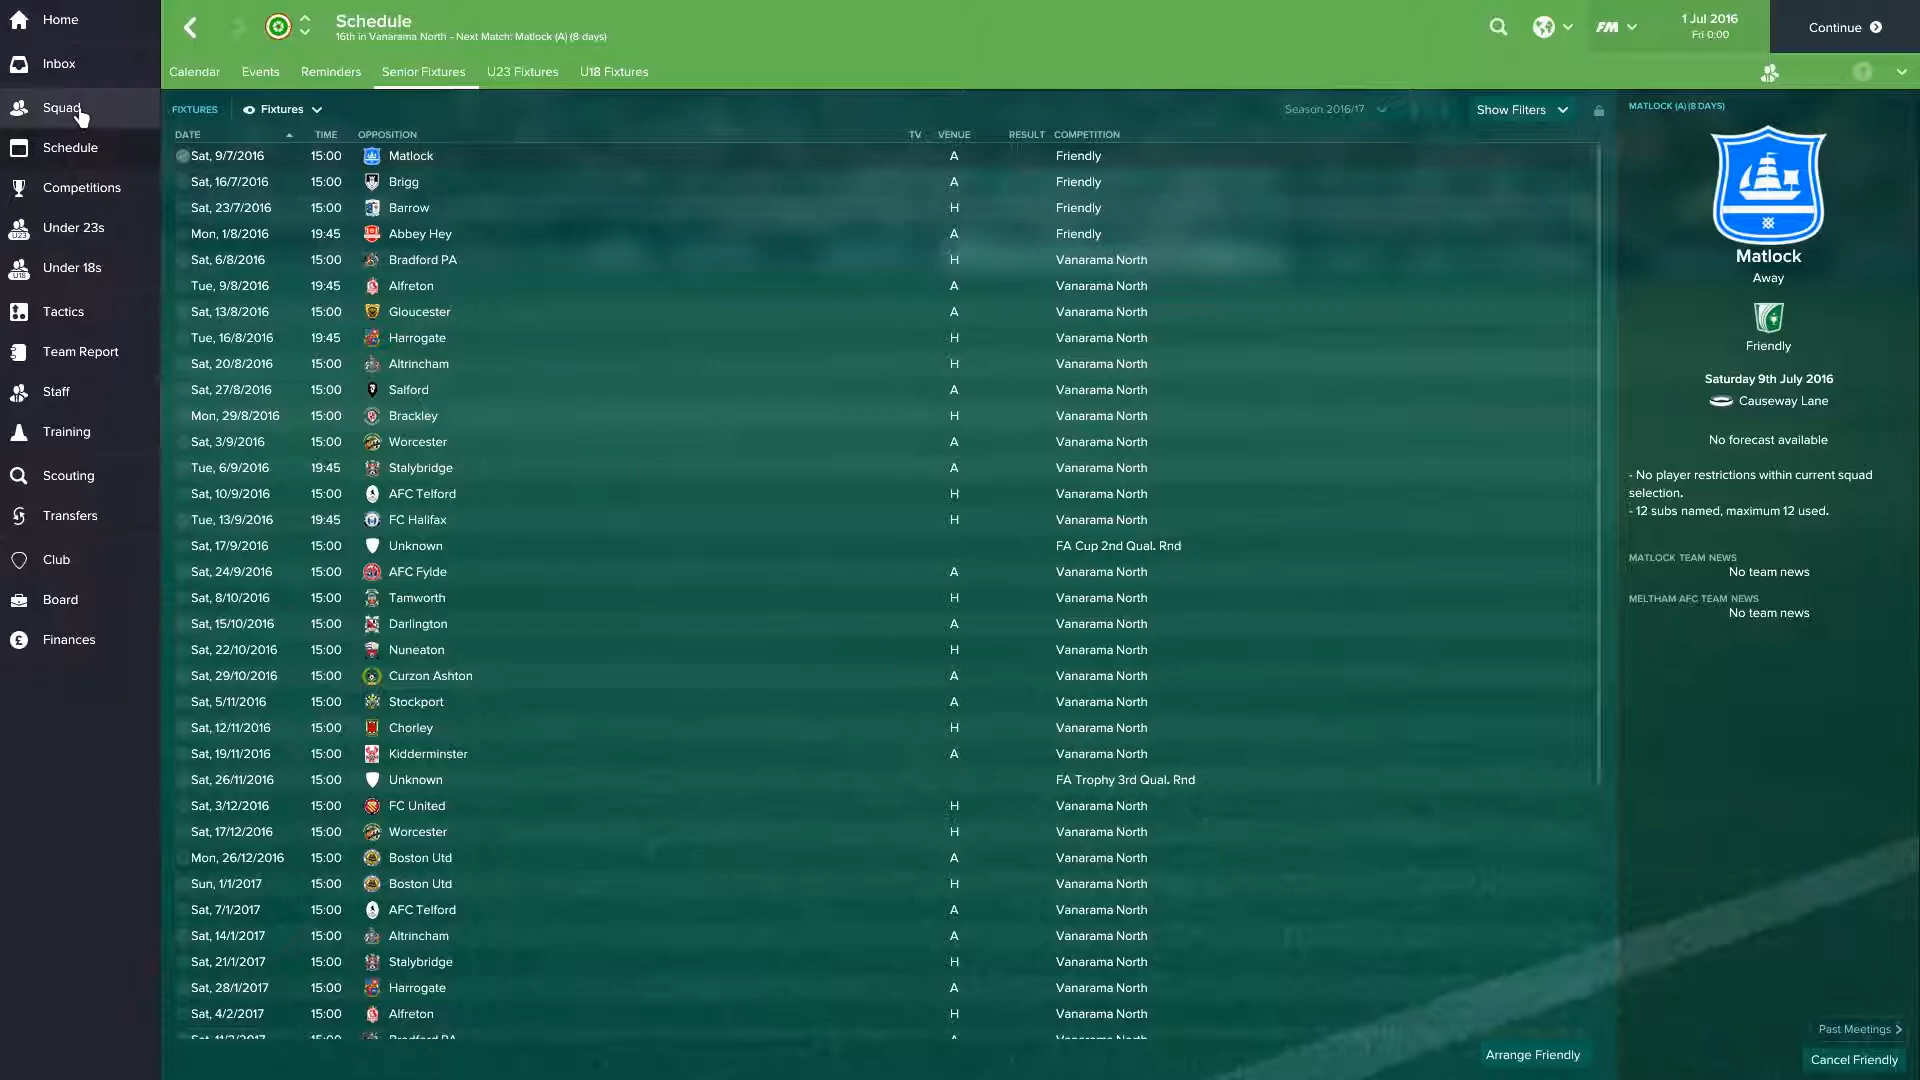 Home
Inbox
Squad
Schedule
Competitions
Under 23s
Under 18s
Tactics
Team Report
Staff
Training
Scouting
Transfers
Club
Board
Finances
Schedule
16th in Vanarama North - Next Match: Matlock (A) (8 days)
FM
1 Jul 2016
Fri 0:00
Continue
Calendar Events Reminders Senior Fixtures U23 Fixtures U18 Fixtures
FIXTURES Fixtures Season 2016/17 Show Filters
DATE TIME OPPOSITION TV VENUE RESULT COMPETITION
Sat, 9/7/2016 15:00 Matlock A Friendly
Sat, 16/7/2016 15:00 Brigg A Friendly
Sat, 23/7/2016 15:00 Barrow H Friendly
Mon, 1/8/2016 19:45 Abbey Hey A Friendly
Sat, 6/8/2016 15:00 Bradford PA H Vanarama North
Tue, 9/8/2016 19:45 Alfreton A Vanarama North
Sat, 13/8/2016 15:00 Gloucester A Vanarama North
Tue, 16/8/2016 19:45 Harrogate H Vanarama North
Sat, 20/8/2016 15:00 Altrincham H Vanarama North
Sat, 27/8/2016 15:00 Salford A Vanarama North
Mon, 29/8/2016 15:00 Brackley H Vanarama North
Sat, 3/9/2016 15:00 Worcester A Vanarama North
Tue, 6/9/2016 19:45 Stalybridge A Vanarama North
Sat, 10/9/2016 15:00 AFC Telford H Vanarama North
Tue, 13/9/2016 19:45 FC Halifax H Vanarama North
Sat, 17/9/2016 15:00 Unknown FA Cup 2nd Qual. Rnd
Sat, 24/9/2016 15:00 AFC Fylde A Vanarama North
Sat, 8/10/2016 15:00 Tamworth H Vanarama North
Sat, 15/10/2016 15:00 Darlington A Vanarama North
Sat, 22/10/2016 15:00 Nuneaton H Vanarama North
Sat, 29/10/2016 15:00 Curzon Ashton A Vanarama North
Sat, 5/11/2016 15:00 Stockport A Vanarama North
Sat, 12/11/2016 15:00 Chorley H Vanarama North
Sat, 19/11/2016 15:00 Kidderminster A Vanarama North
Sat, 26/11/2016 15:00 Unknown FA Trophy 3rd Qual. Rnd
Sat, 3/12/2016 15:00 FC United H Vanarama North
Sat, 17/12/2016 15:00 Worcester H Vanarama North
Mon, 26/12/2016 15:00 Boston Utd A Vanarama North
Sun, 1/1/2017 15:00 Boston Utd H Vanarama North
Sat, 7/1/2017 15:00 AFC Telford A Vanarama North
Sat, 14/1/2017 15:00 Altrincham A Vanarama North
Sat, 21/1/2017 15:00 Stalybridge H Vanarama North
Sat, 28/1/2017 15:00 Harrogate A Vanarama North
Sat, 4/2/2017 15:00 Alfreton H Vanarama North
Sat, 11/2/2017 15:00 Bradford PA A Vanarama North
Arrange Friendly
MATLOCK (A) (8 DAYS)
Matlock
Away
Friendly
Saturday 9th July 2016
Causeway Lane
No forecast available
- No player restrictions within current squad
selection.
- 12 subs named, maximum 12 used.
MATLOCK TEAM NEWS
No team news
MELTHAM AFC TEAM NEWS
No team news
Past Meetings
Cancel Friendly